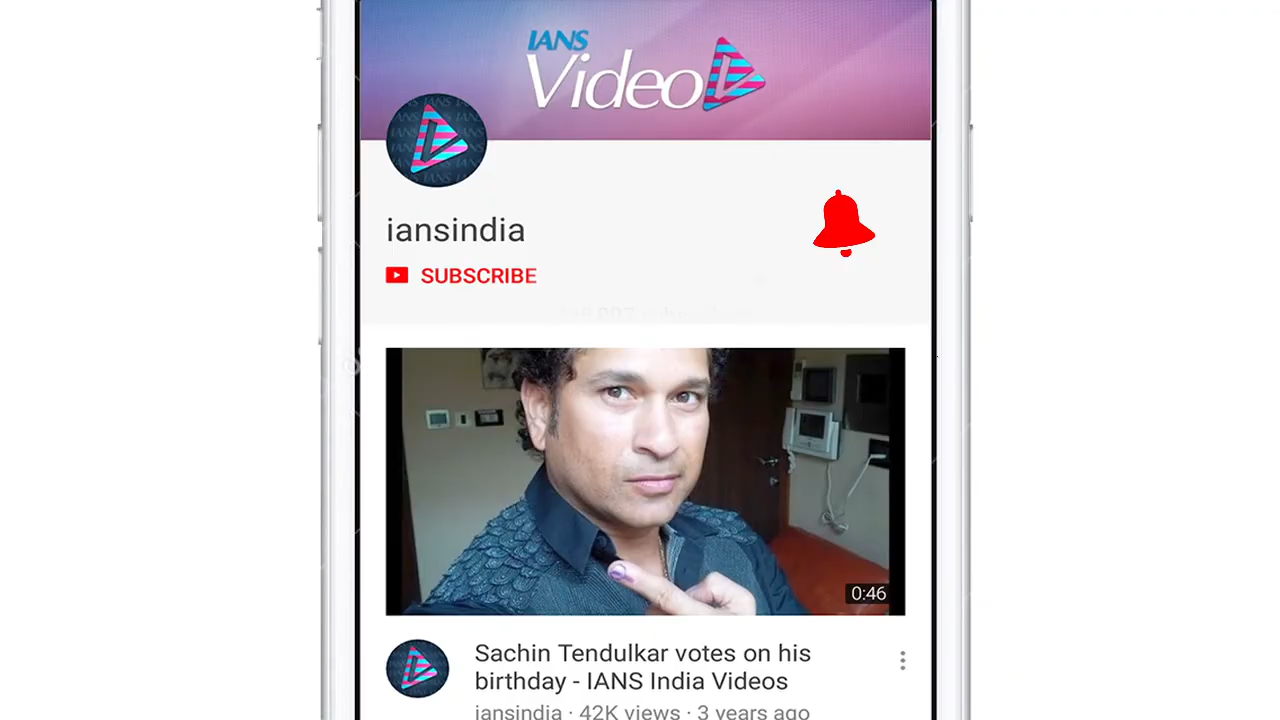 IANS
Video
iansindia
SUBSCRIBE
0:46
Sachin Tendulkar votes on his
birthday - IANS India Videos
iansindia · 42K views · 3 years ago